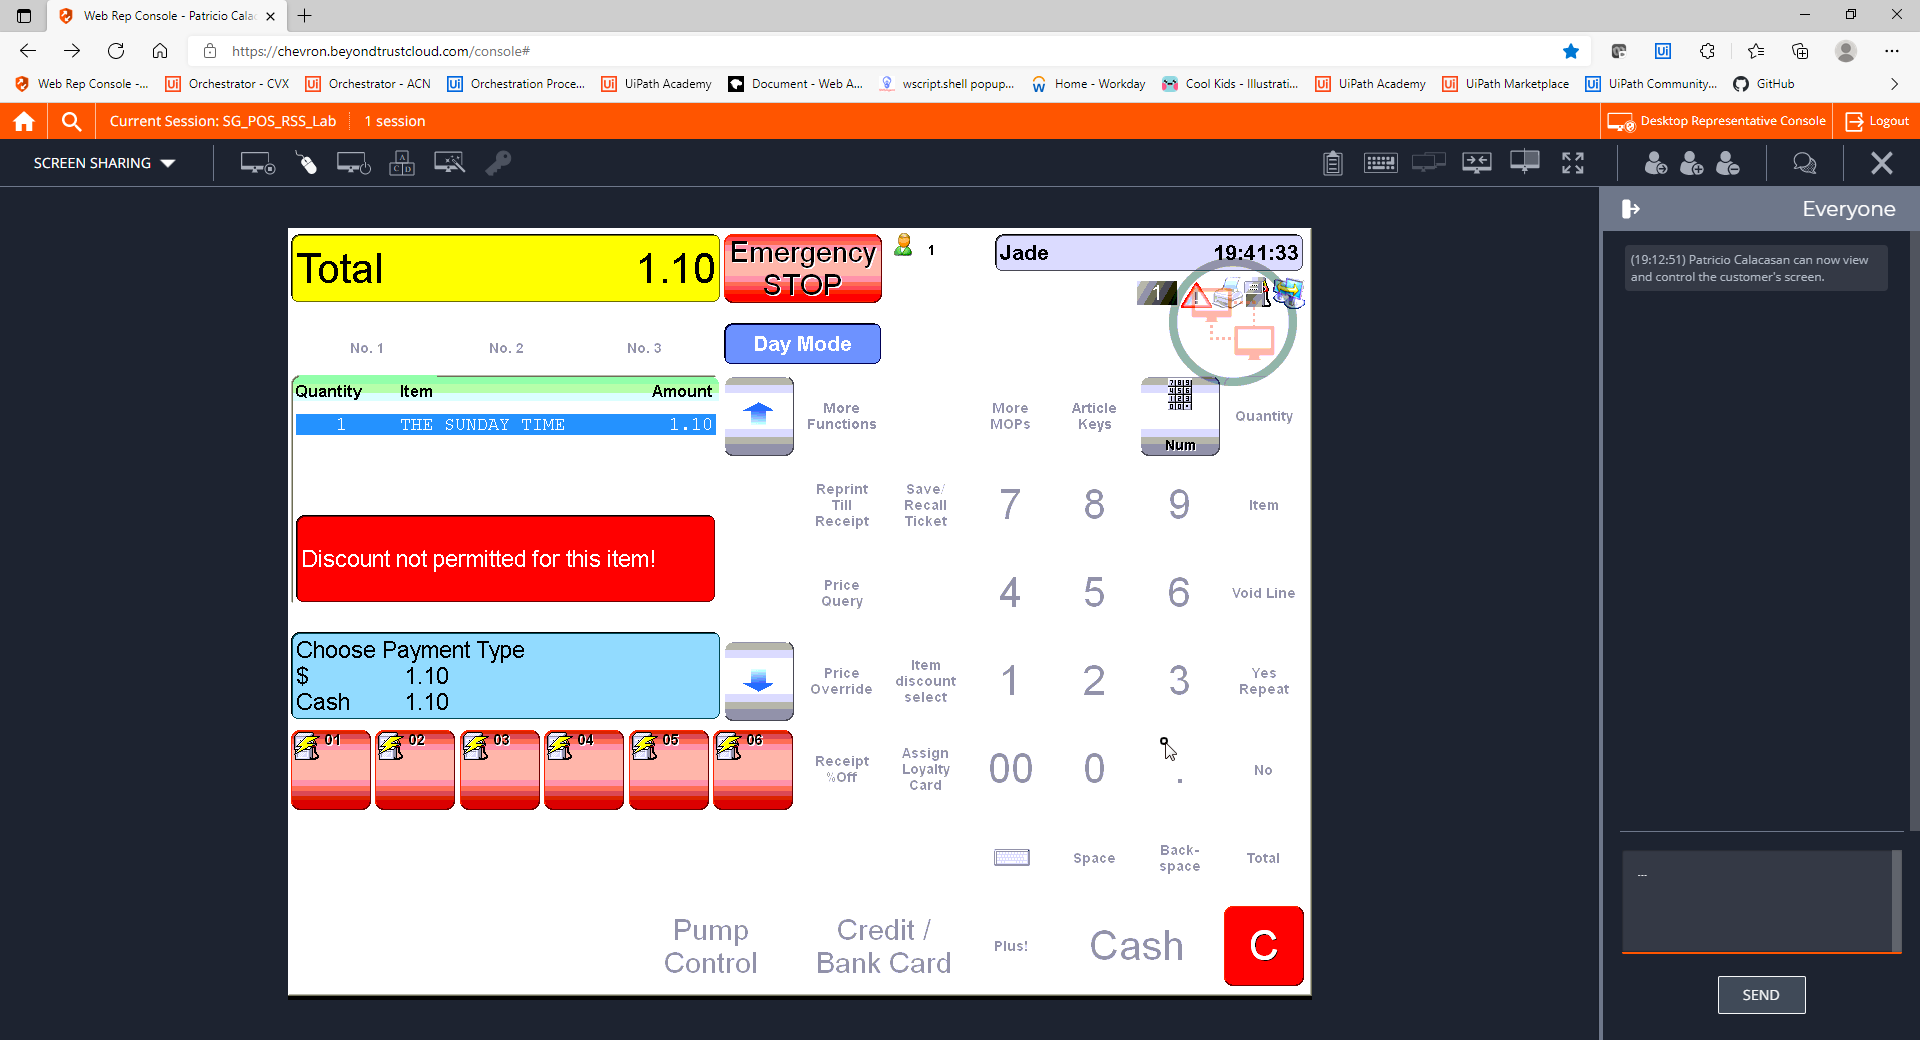 Web Rep Console - Patricio Cala
https://chevron.beyondtrustcloud.com/console#
Web Rep Console -...
Orchestrator - CVX
Orchestrator - ACN
Orchestration Proce...
UiPath Academy
Document - Web A...
wscript.shell popup...
Home - Workday
Cool Kids - Illustrati...
UiPath Academy
UiPath Marketplace
UiPath Community...
GitHub
Current Session: SG_POS_RSS_Lab
1 session
Desktop Representative Console
Logout
SCREEN SHARING
Everyone
(19:12:51) Patricio Calacasan can now view
and control the customer's screen.
Total 1.10
Emergency
STOP
1
Jade 19:41:33
1
No. 1
No. 2
No. 3
Day Mode
Quantity Item Amount
1 THE SUNDAY TIME 1.10
More
Functions
More
MOPs
Article
Keys
Num
Quantity
Reprint
Till
Receipt
Save/
Recall
Ticket
7
8
9
Item
Discount not permitted for this item!
Price
Query
4
5
6
Void Line
Choose Payment Type
$ 1.10
Cash 1.10
Price
Override
Item
discount
select
1
2
3
Yes
Repeat
01
02
03
04
05
06
Receipt
%Off
Assign
Loyalty
Card
00
0
.
No
Space
Back-
space
Total
Pump
Control
Credit /
Bank Card
Plus!
Cash
C
...
SEND